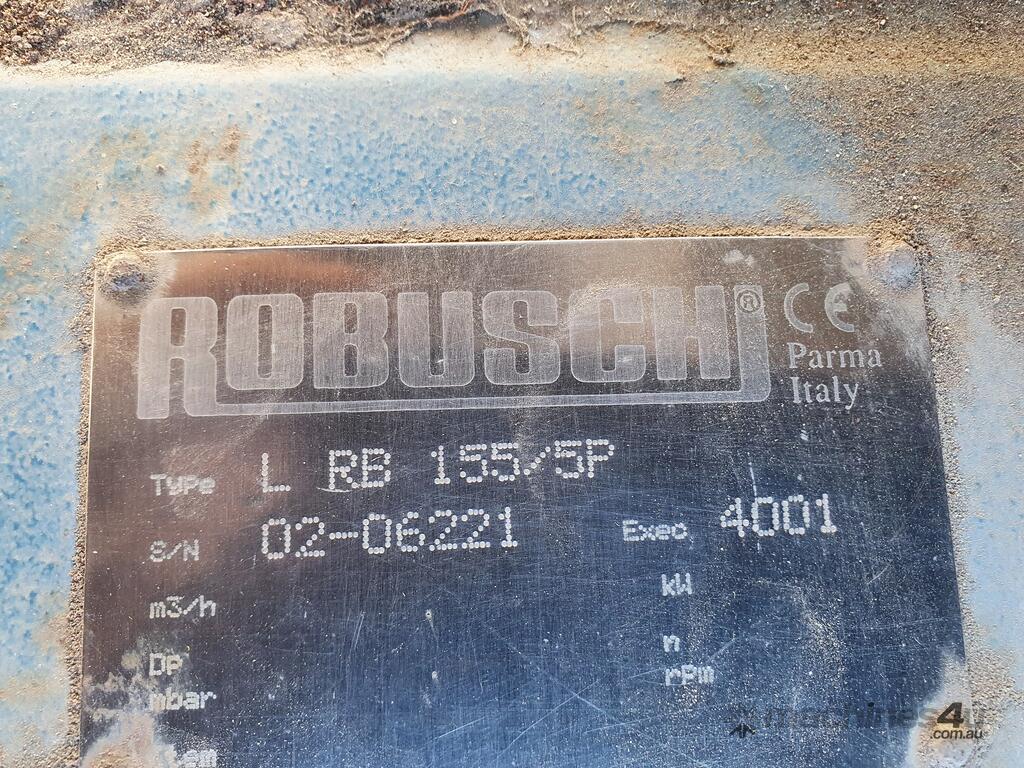 ROBUSCHI ® CE
Parma
Italy
Type L RB 155/5P
S/N 02-06221 Exec 4001
m3/h kW
DP n
mbar rpm
machines4u
.com.au